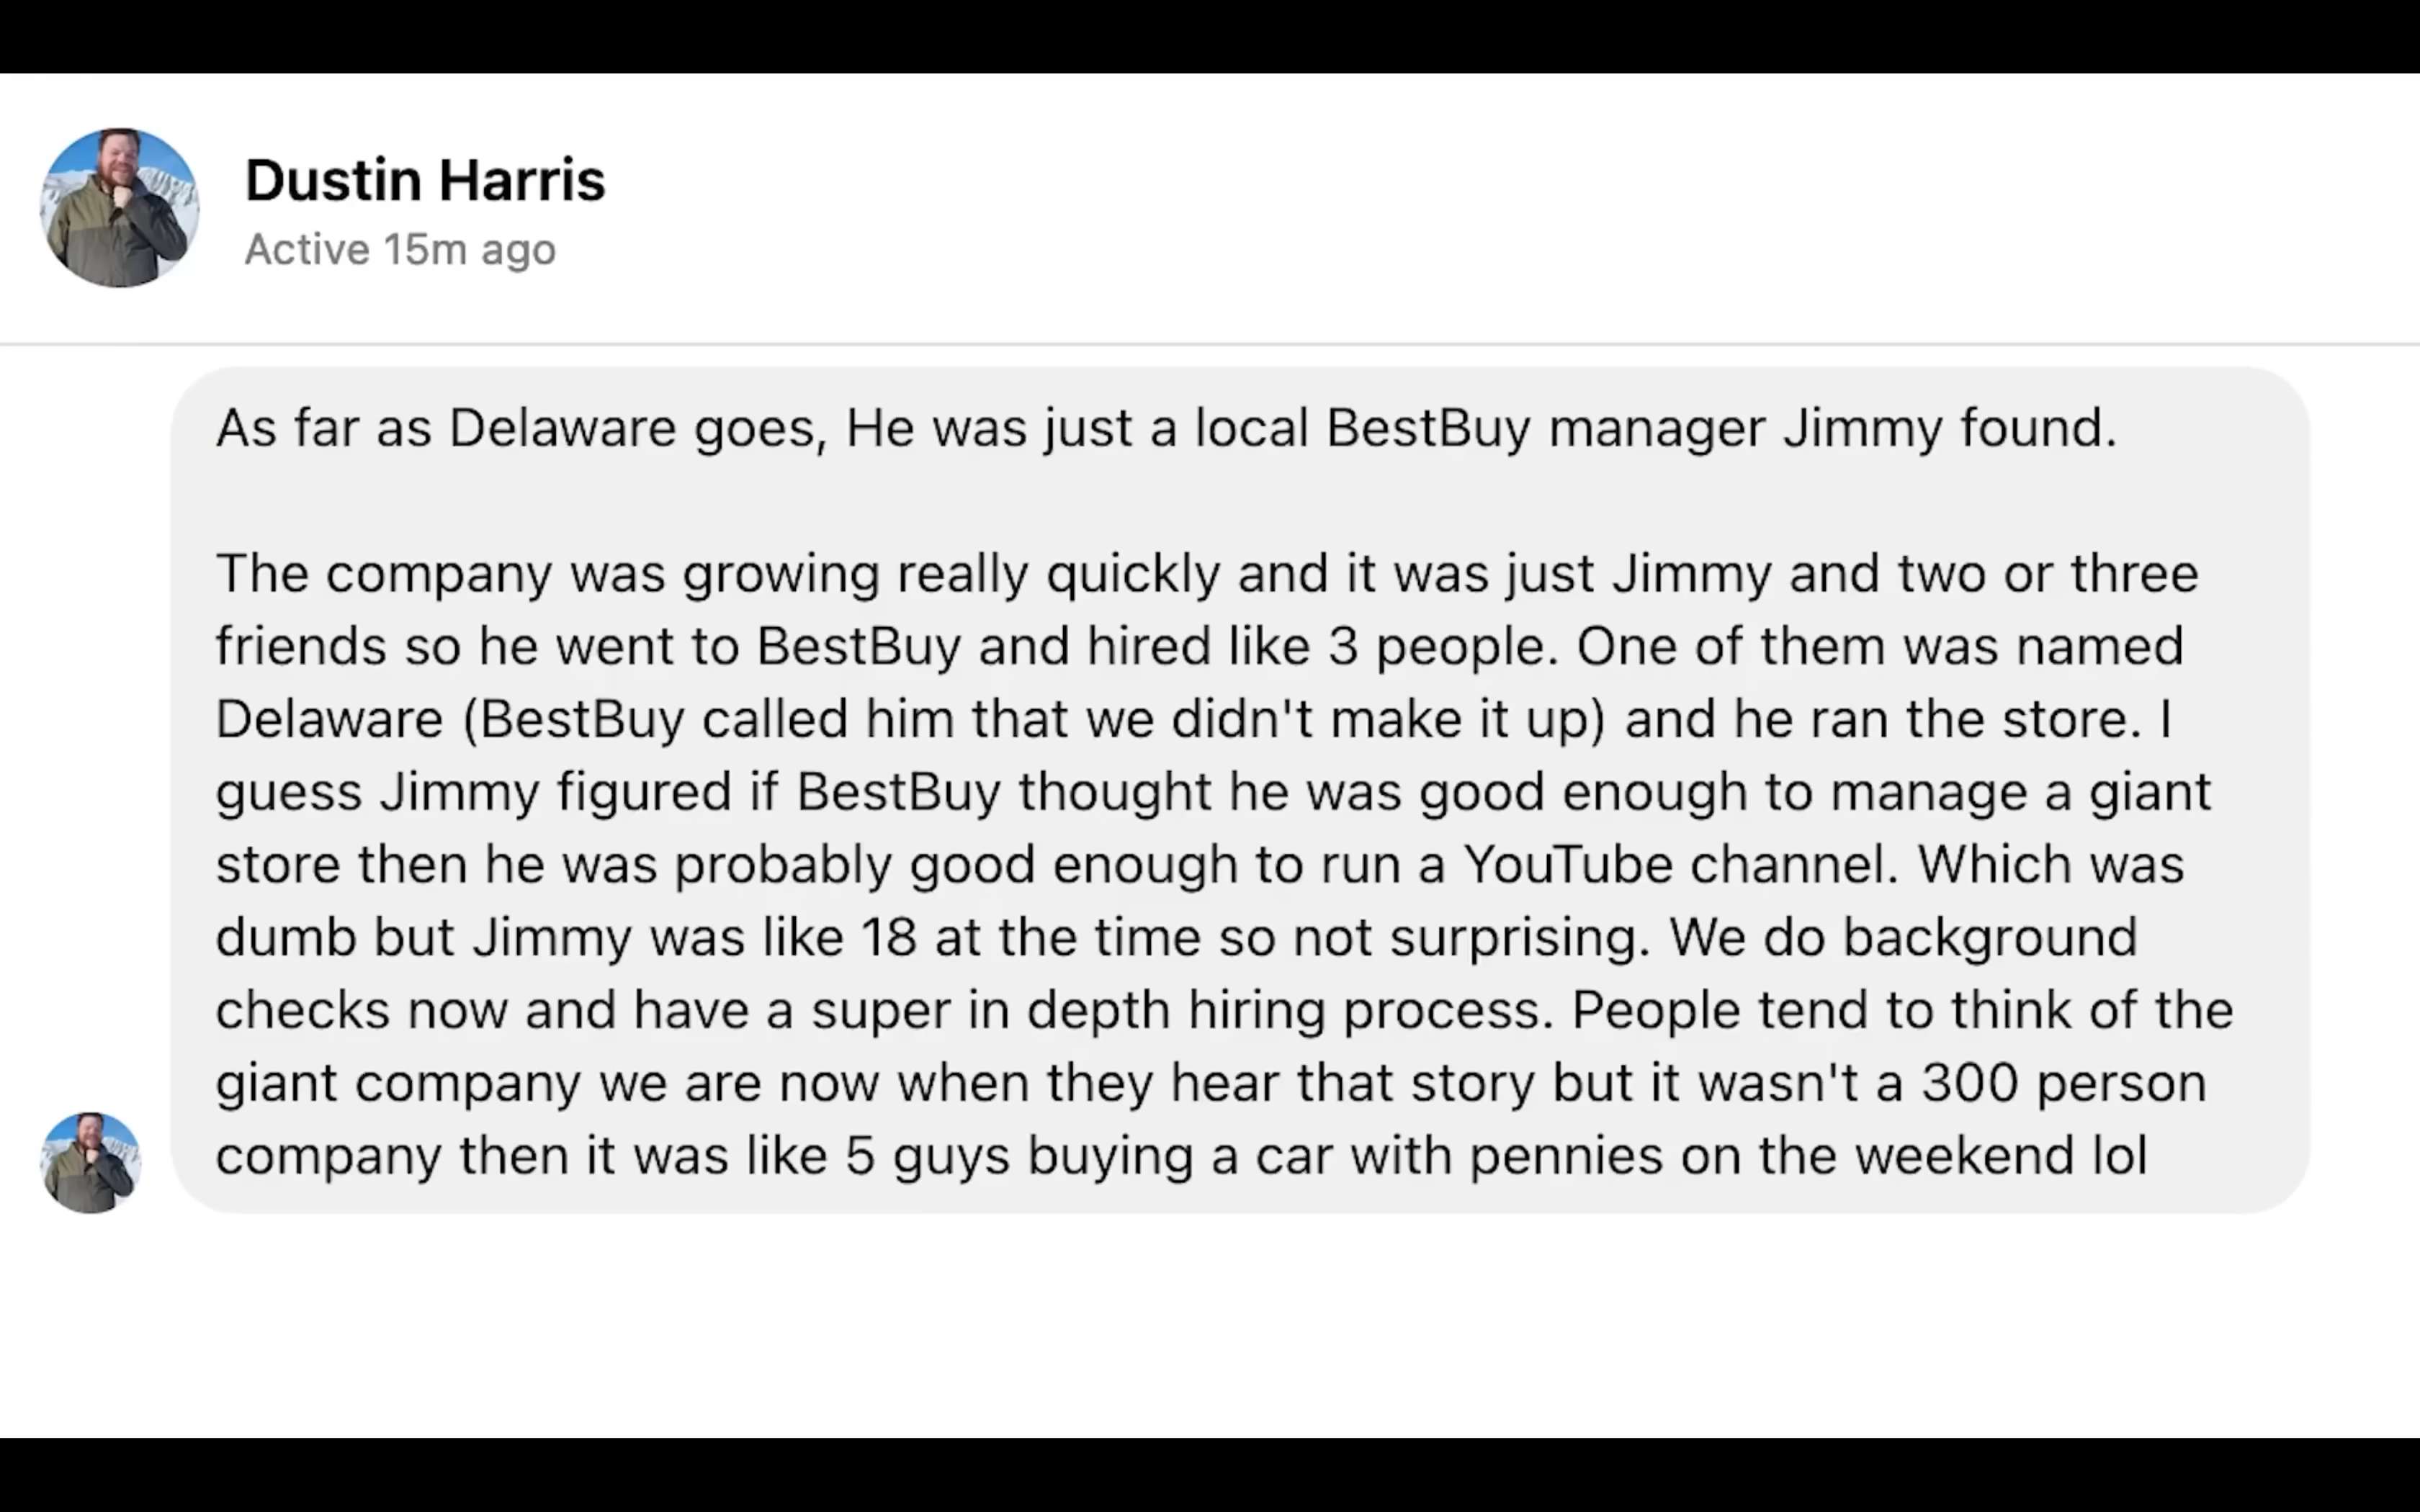 Dustin Harris
Active 15m ago
As far as Delaware goes, He was just a local BestBuy manager Jimmy found.
The company was growing really quickly and it was just Jimmy and two or three
friends so he went to BestBuy and hired like 3 people. One of them was named
Delaware (BestBuy called him that we didn't make it up) and he ran the store. I
guess Jimmy figured if BestBuy thought he was good enough to manage a giant
store then he was probably good enough to run a YouTube channel. Which was
dumb but Jimmy was like 18 at the time so not surprising. We do background
checks now and have a super in depth hiring process. People tend to think of the
giant company we are now when they hear that story but it wasn't a 300 person
company then it was like 5 guys buying a car with pennies on the weekend lol